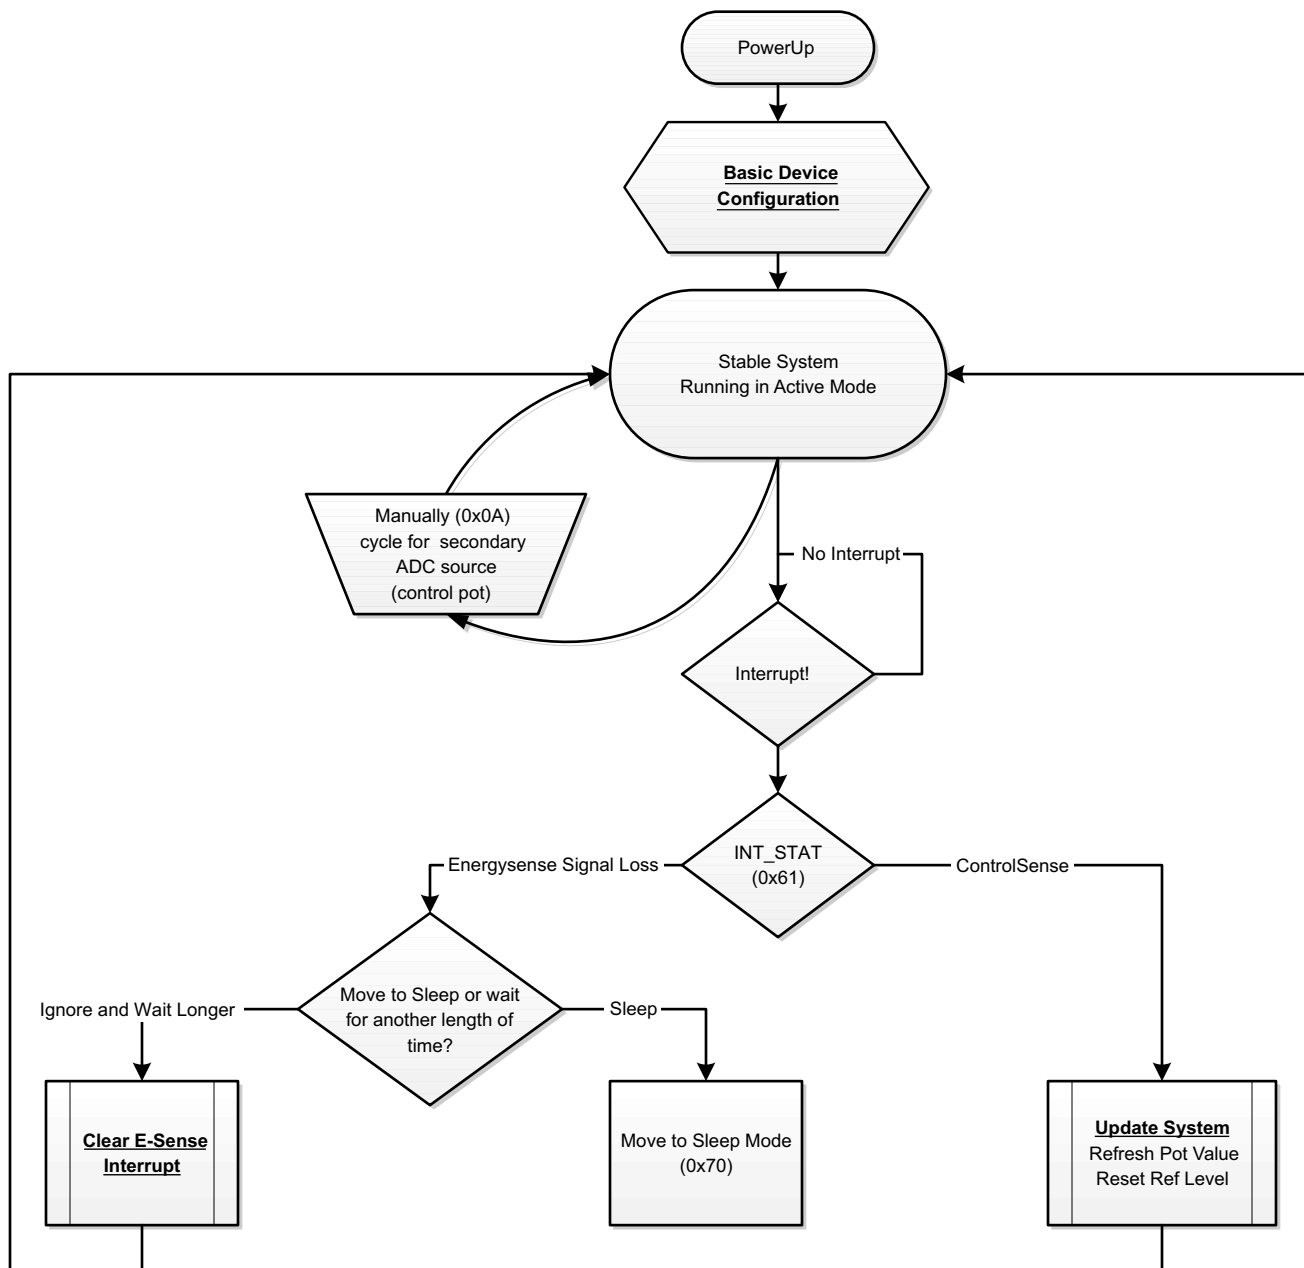 PowerUp
Basic Device
Configuration
Stable System
Running in Active Mode
Manually (0x0A)
cycle for secondary
ADC source
(control pot)
No Interrupt
Interrupt!
INT_STAT
(0x61)
Energysense Signal Loss
ControlSense
Move to Sleep or wait
for another length of
time?
Ignore and Wait Longer
Sleep
Clear E-Sense
Interrupt
Move to Sleep Mode
(0x70)
Update System
Refresh Pot Value
Reset Ref Level